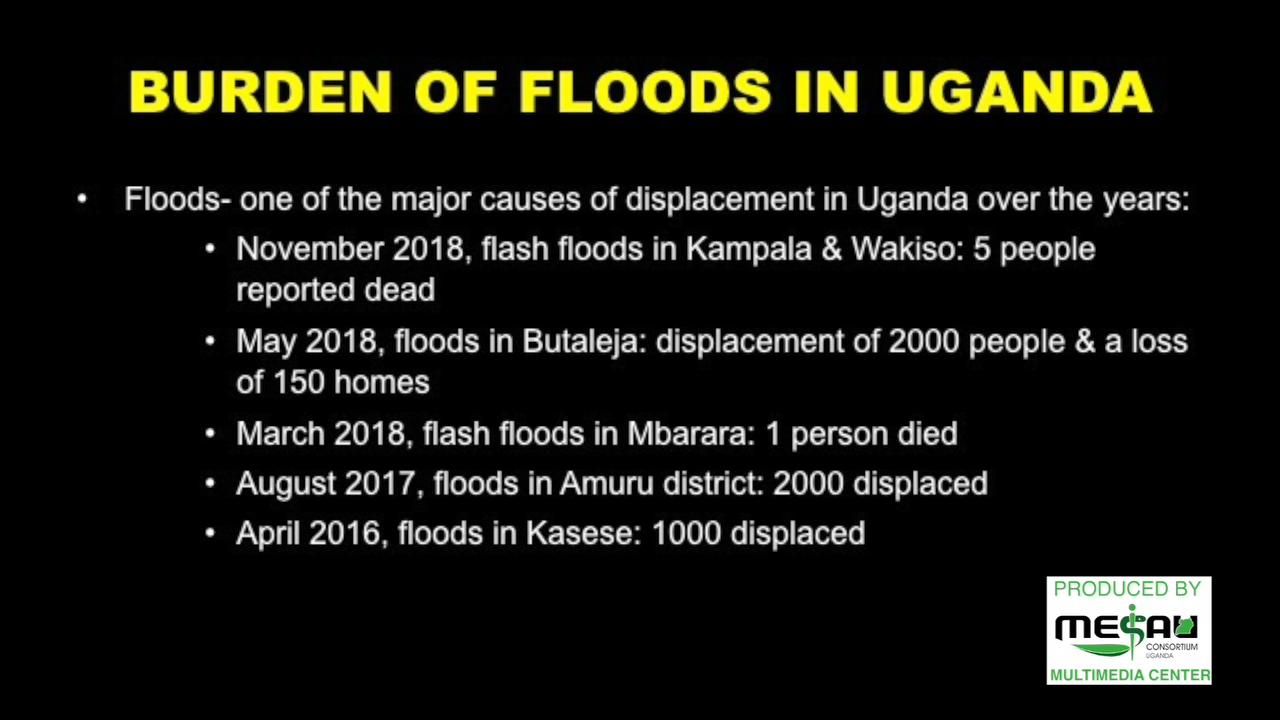 BURDEN OF FLOODS IN UGANDA
• Floods- one of the major causes of displacement in Uganda over the years:
• November 2018, flash floods in Kampala & Wakiso: 5 people
reported dead
• May 2018, floods in Butaleja: displacement of 2000 people & a loss
of 150 homes
• March 2018, flash floods in Mbarara: 1 person died
• August 2017, floods in Amuru district: 2000 displaced
• April 2016, floods in Kasese: 1000 displaced
PRODUCED BY
MESAU
CONSORTIUM
UGANDA
MULTIMEDIA CENTER